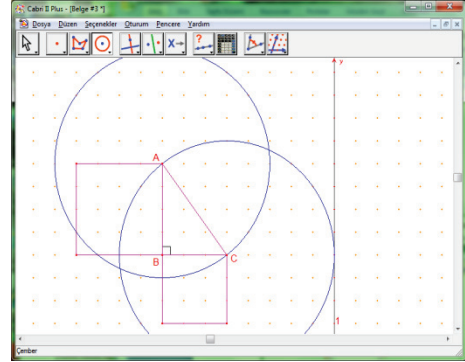 Cabri II Plus - [Belge #3 *]
Dosya Düzen Seçenekler Oturum Pencere Yardım
X→ ?
y
A
B
C
1
Çember